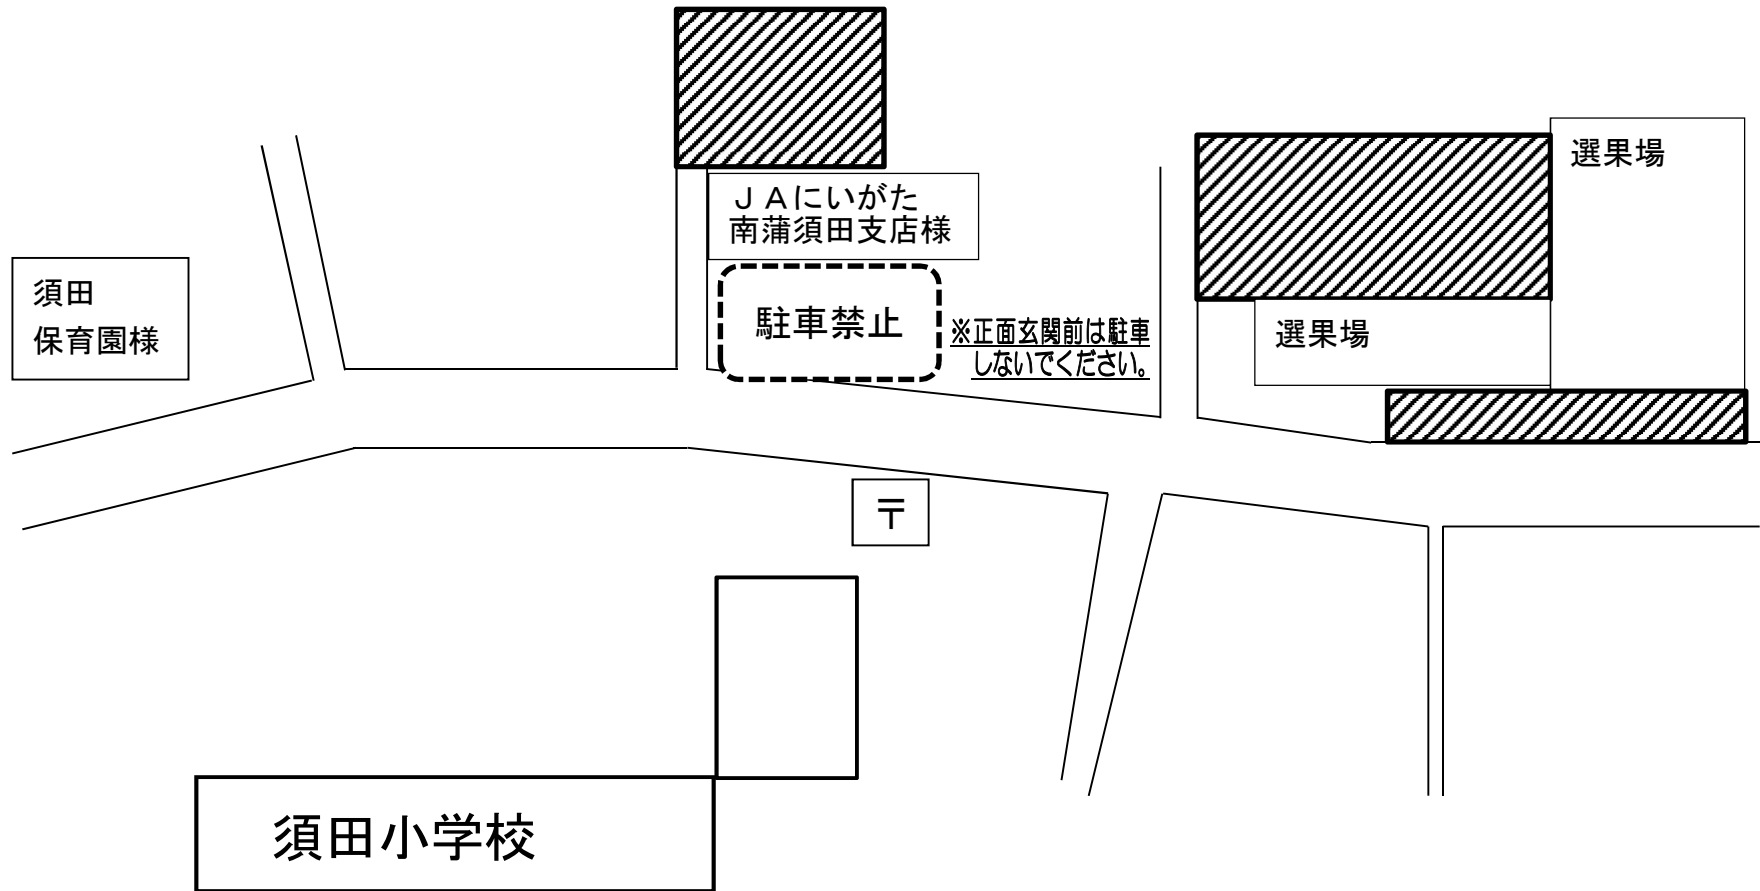 選果場
ＪＡにいがた
南蒲須田支店様
須田
保育園様
駐車禁止
※正面玄関前は駐車
しないでください。
選果場
〒
須田小学校